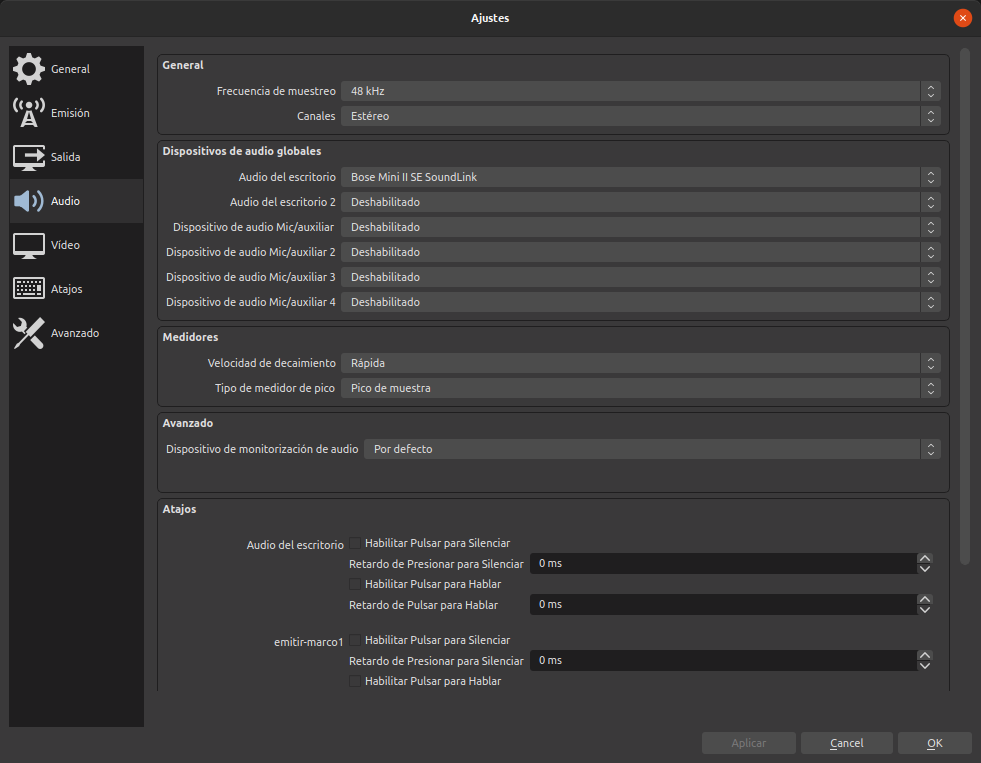 Ajustes
General
Emisión
Salida
Audio
Vídeo
Atajos
Avanzado
General
Frecuencia de muestreo 48 kHz
Canales Estéreo
Dispositivos de audio globales
Audio del escritorio Bose Mini II SE SoundLink
Audio del escritorio 2 Deshabilitado
Dispositivo de audio Mic/auxiliar Deshabilitado
Dispositivo de audio Mic/auxiliar 2 Deshabilitado
Dispositivo de audio Mic/auxiliar 3 Deshabilitado
Dispositivo de audio Mic/auxiliar 4 Deshabilitado
Medidores
Velocidad de decaimiento Rápida
Tipo de medidor de pico Pico de muestra
Avanzado
Dispositivo de monitorización de audio Por defecto
Atajos
Audio del escritorio Habilitar Pulsar para Silenciar
Retardo de Presionar para Silenciar 0 ms
Habilitar Pulsar para Hablar
Retardo de Pulsar para Hablar 0 ms
emitir-marco1 Habilitar Pulsar para Silenciar
Retardo de Presionar para Silenciar 0 ms
Habilitar Pulsar para Hablar
Aplicar Cancel OK